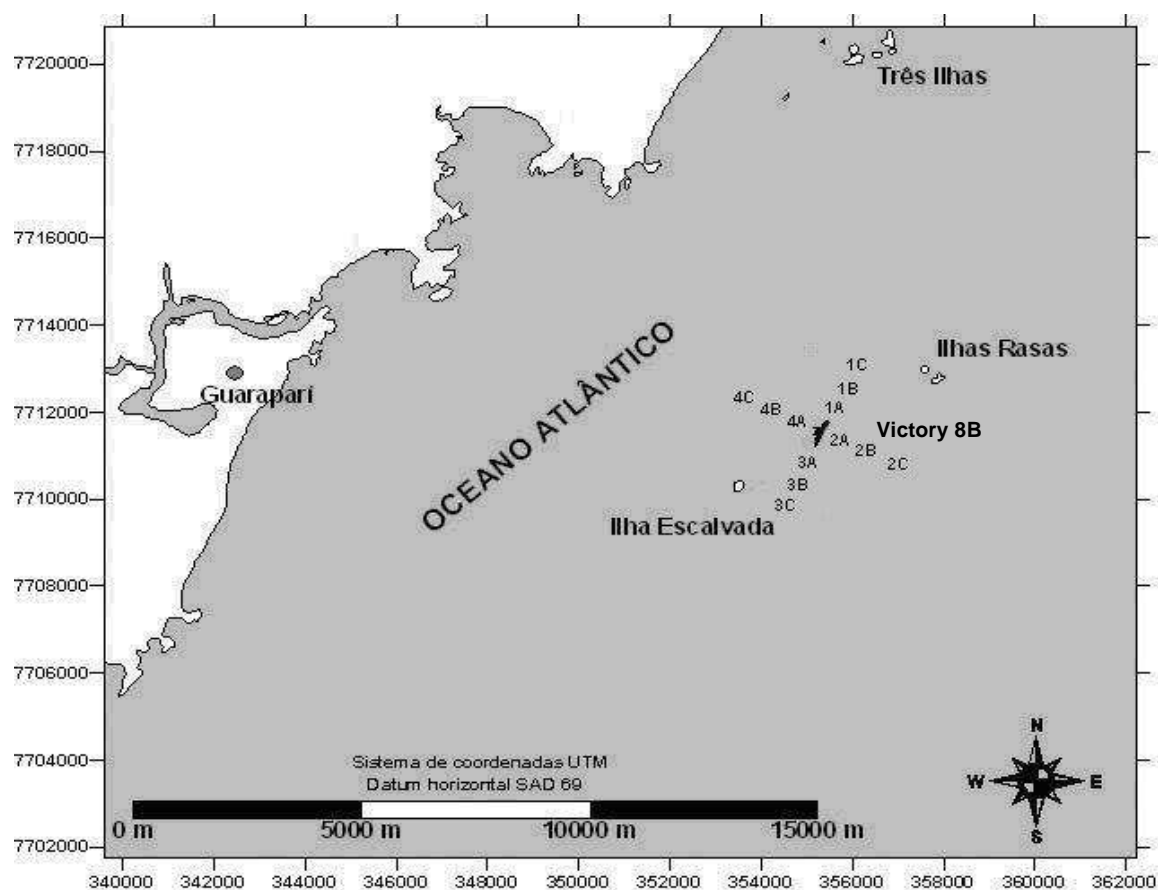 7720000
Três Ilhas
7718000
7716000
7714000
Ilhas Rasas
1C
Guarapari
1B
4C
7712000
4B
1A
4A
Victory 8B
2A
2B
3A
2C
OCEANO ATLÂNTICO
7710000
3B
3C
Ilha Escalvada
7708000
7706000
N
7704000
Sistema de coordenadas UTM
W
E
Datum horizontal SAD 69
0 m
5000 m
10000 m
15000 m
S
7702000
340000 342000 344000 346000 348000 350000 352000 354000 356000 358000 360000 362000